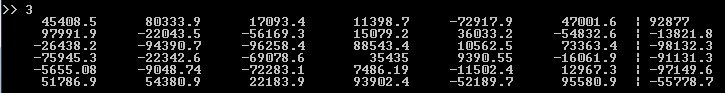 >> 3
45408.5 80333.9 17093.4 11398.7 -72917.9 47001.6 ¦ 92877
97991.9 -22043.5 -56169.3 15079.2 36033.2 -54832.6 ¦ -13821.8
-26438.2 -94390.7 -96258.4 88543.4 10562.5 73363.4 ¦ -98132.3
-75945.3 -22342.6 -69078.6 35435 9390.55 -16061.9 ¦ -91131.3
-5655.08 -9048.74 -72283.1 7486.19 -11502.4 12967.3 ¦ -97149.6
51786.9 54380.9 22183.9 93902.4 -52189.7 95580.9 ¦ -55778.7